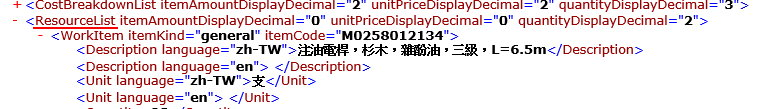 + <CostBreakdownList itemAmountDisplayDecimal="2" unitPriceDisplayDecimal="2" quantityDisplayDecimal="3">
- <ResourceList itemAmountDisplayDecimal="0" unitPriceDisplayDecimal="0" quantityDisplayDecimal="2">
- <WorkItem itemKind="general" itemCode="M0258012134">
<Description language="zh-TW">注油電桿，杉木，雜酚油，三級，L=6.5m</Description>
<Description language="en"> </Description>
<Unit language="zh-TW">支</Unit>
<Unit language="en"> </Unit>